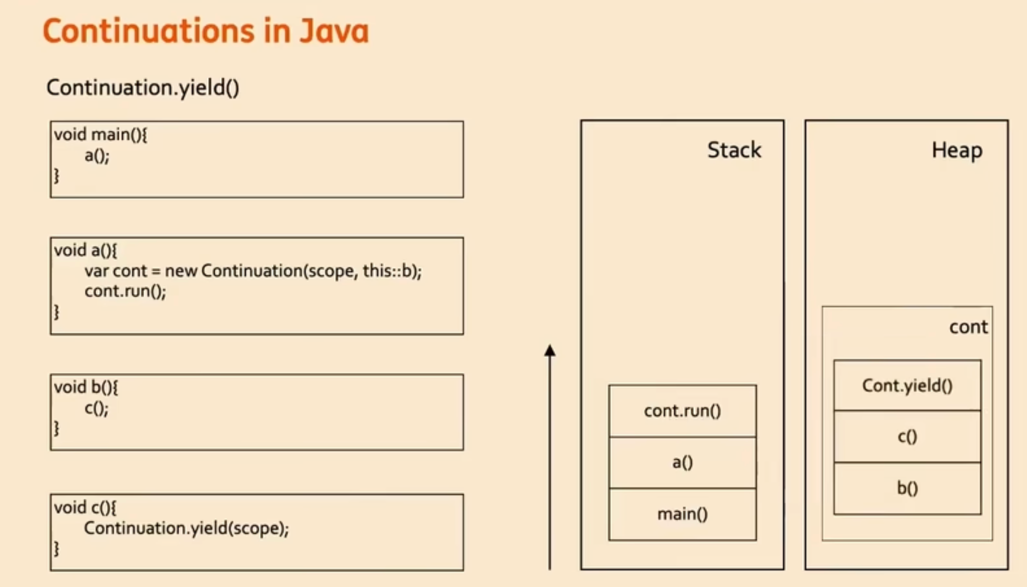 Continuations in Java
Continuation.yield()
void main(){
a();
}
void a(){
var cont = new Continuation(scope, this::b);
cont.run();
}
void b(){
c();
}
void c(){
Continuation.yield(scope);
}
Stack
cont.run()
a()
main()
Heap
cont
Cont.yield()
c()
b()